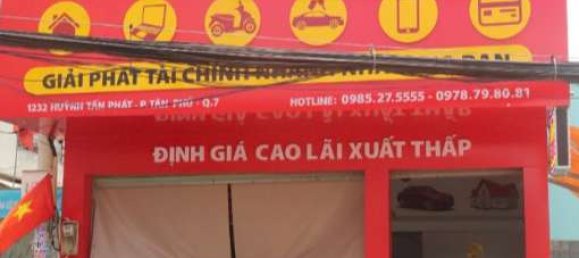 GIẢI PHÁT TÀI CHÍNH NHANH
1232 HUỲNH TẤN PHÁT - P.TÂN PHÚ - Q.7
HOTLINE: 0985.27.5555 - 0978.79.80.81
ĐỊNH GIÁ CAO LÃI XUẤT THẤP